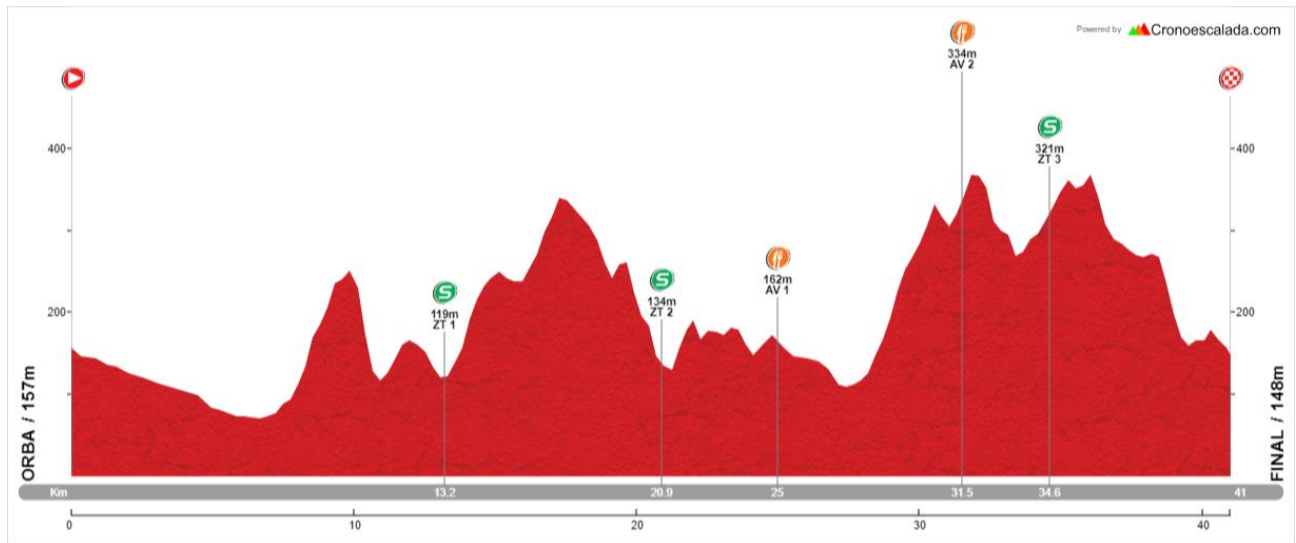 Powered by Cronoescalada.com
334m
AV 2
321m
ZT 3
400
400
162m
AV 1
119m
ZT 1
134m
ZT 2
200
200
ORBA / 157m
FINAL / 148m
Km 13.2 20.9 25 31.5 34.6 41
0 10 20 30 40